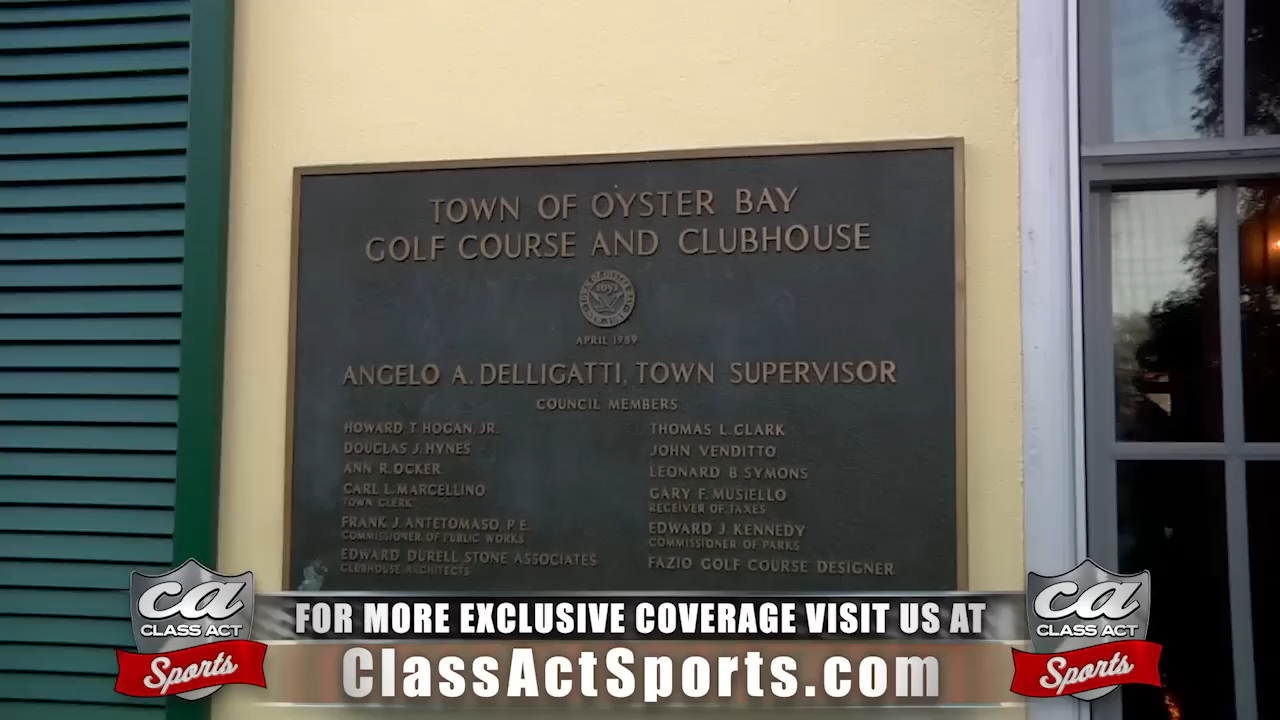 TOWN OF OYSTER BAY
GOLF COURSE AND CLUBHOUSE
APRIL 1989
ANGELO A. DELLIGATTI, TOWN SUPERVISOR
COUNCIL MEMBERS
HOWARD T. HOGAN, JR.
DOUGLAS J. HYNES
ANN R. OCKER
CARL L. MARCELLINO
TOWN CLERK
FRANK J. ANTETOMASO, P.E.
COMMISSIONER OF PUBLIC WORKS
EDWARD DURELL STONE ASSOCIATES
CLUBHOUSE ARCHITECTS
THOMAS L. CLARK
JOHN VENDITTO
LEONARD B. SYMONS
GARY F. MUSIELLO
RECEIVER OF TAXES
EDWARD J. KENNEDY
COMMISSIONER OF PARKS
FAZIO GOLF COURSE DESIGNER
ca
CLASS ACT
Sports
FOR MORE EXCLUSIVE COVERAGE VISIT US AT
ClassActSports.com
ca
CLASS ACT
Sports